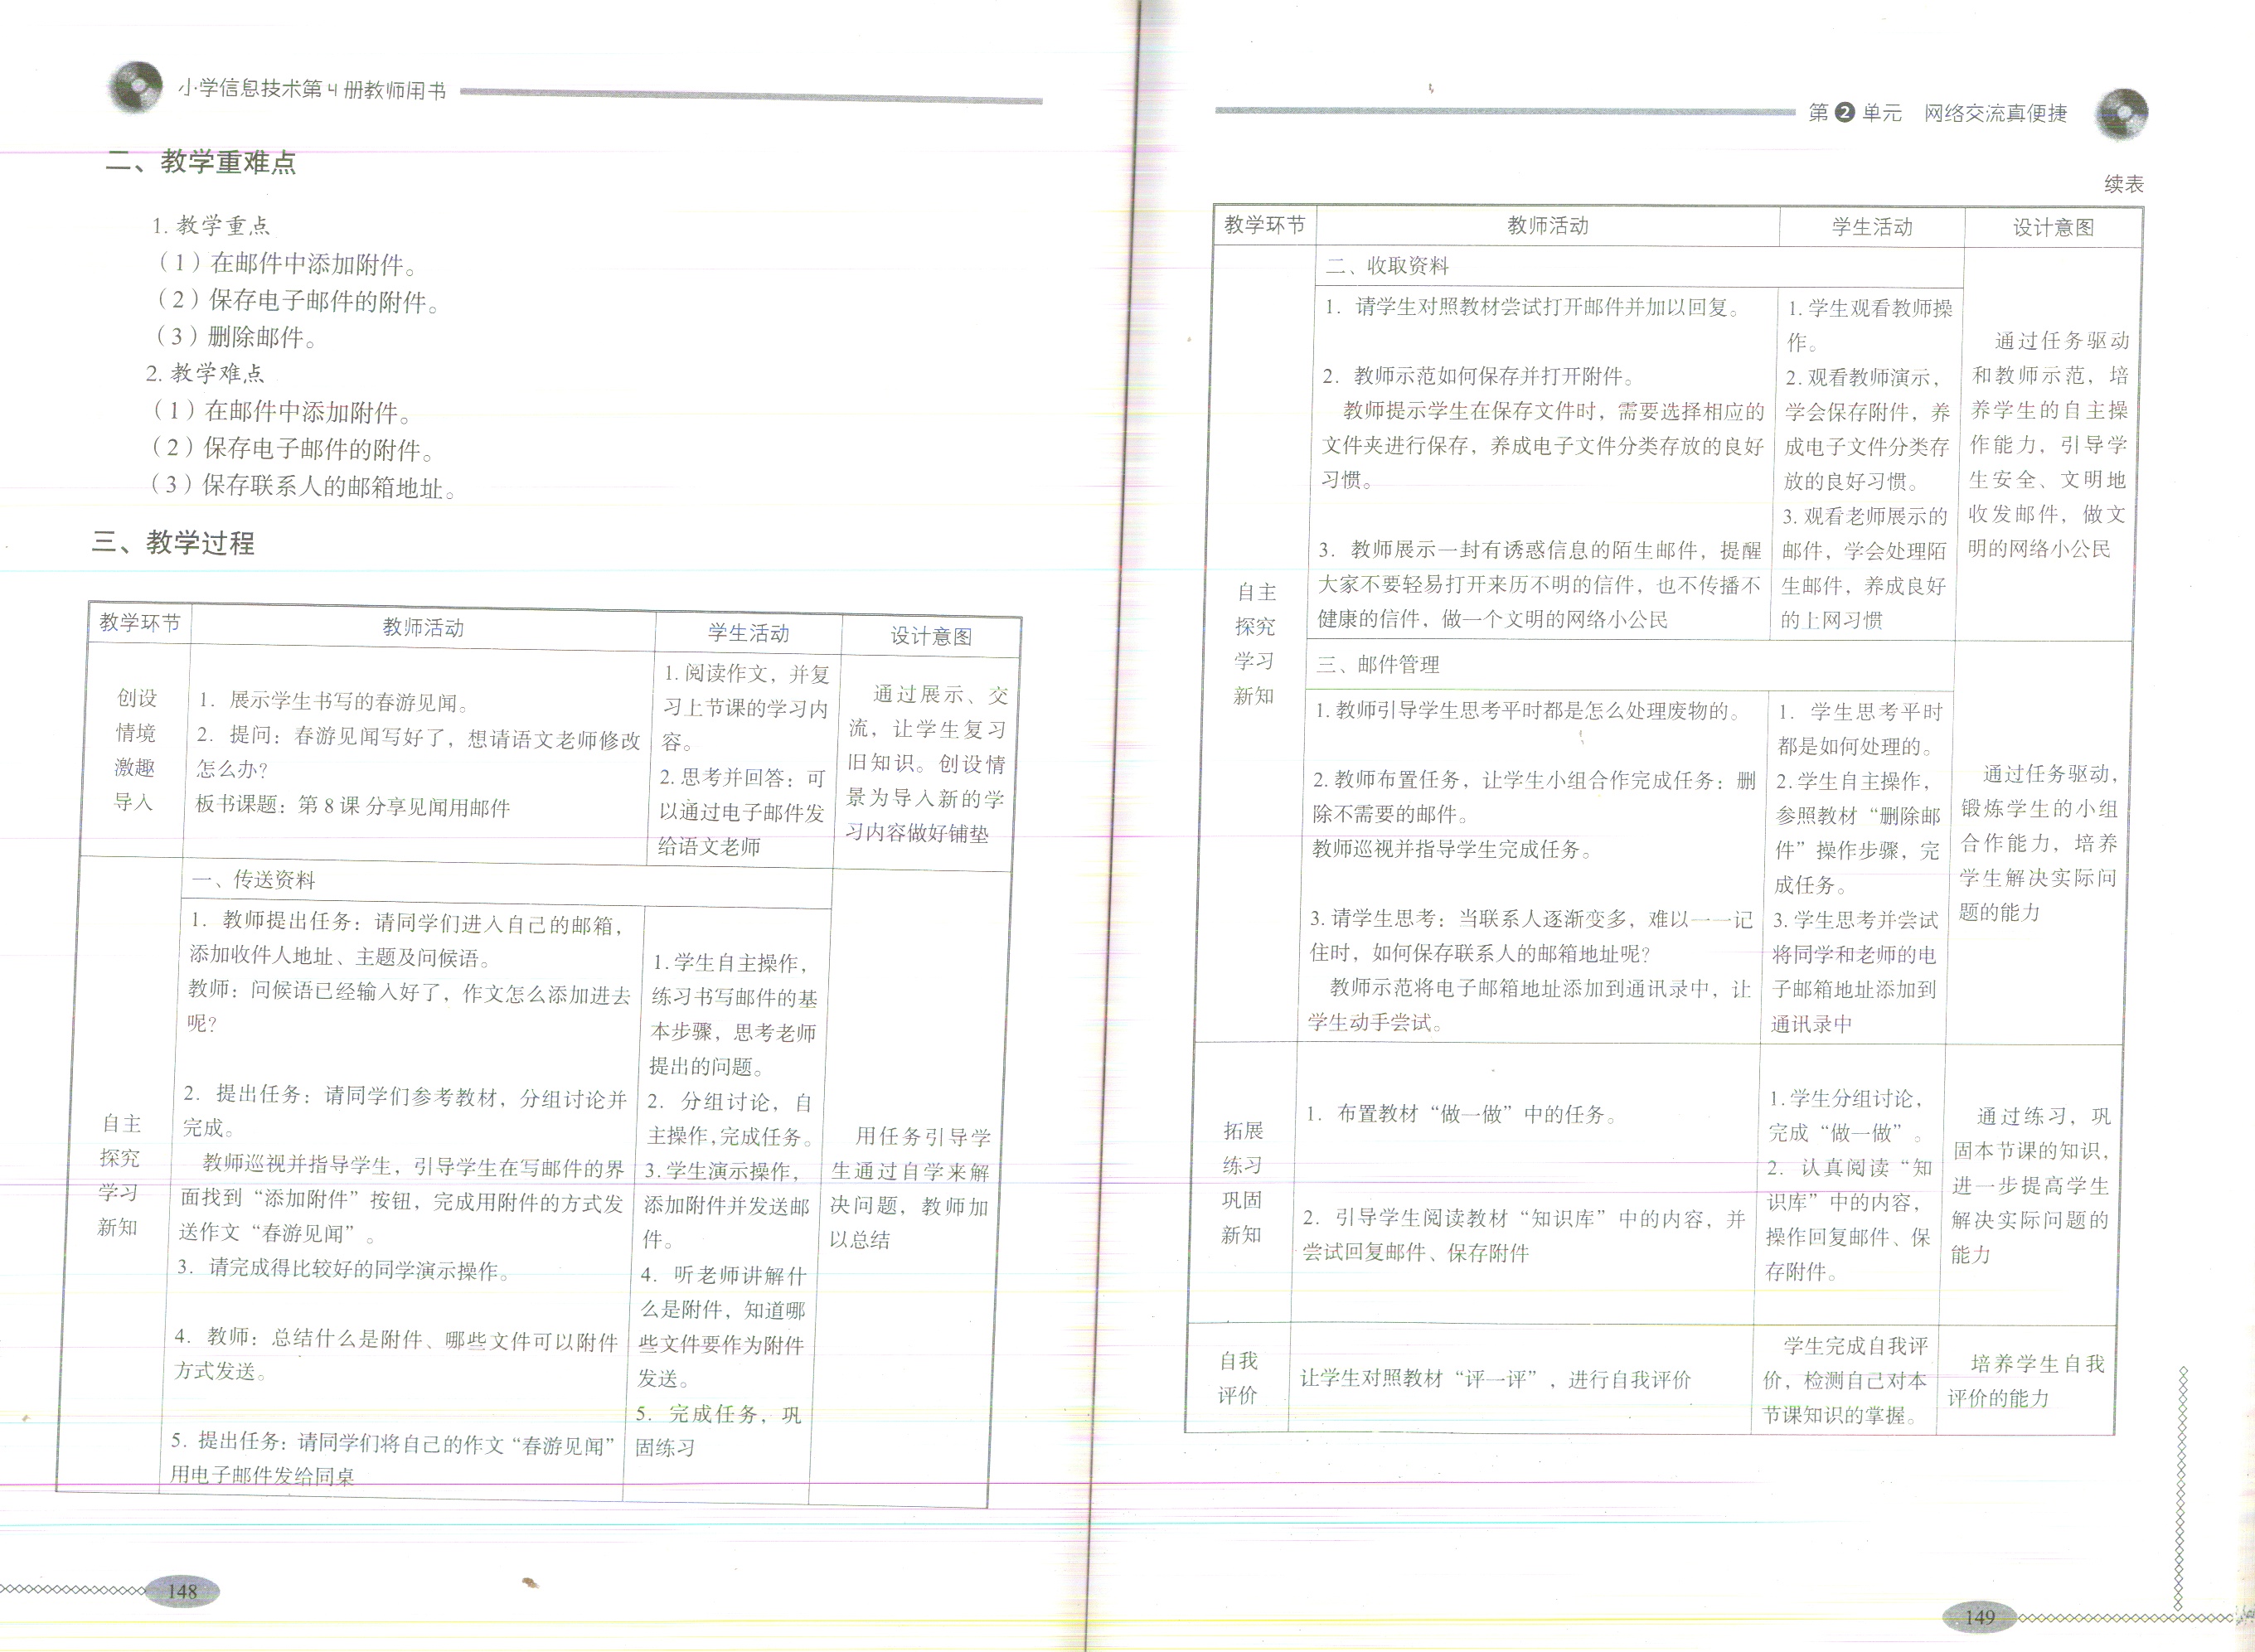 小学信息技术第4册教师用书
二、教学重难点
1. 教学重点
（1）在邮件中添加附件。
（2）保存电子邮件的附件。
（3）删除邮件。
2. 教学难点
（1）在邮件中添加附件。
（2）保存电子邮件的附件。
（3）保存联系人的邮箱地址。
三、教学过程
教学环节 教师活动 学生活动 设计意图
创设
情境
激趣
导入
1. 展示学生书写的春游见闻。
2. 提问：春游见闻写好了，想请语文老师修改
怎么办？
板书课题：第 8 课 分享见闻用邮件
1. 阅读作文，并复
习上节课的学习内
容。
2. 思考并回答：可
以通过电子邮件发
给语文老师
通过展示、交
流，让学生复习
旧知识。创设情
景为导入新的学
习内容做好铺垫
自主
探究
学习
新知
一、传送资料
1. 教师提出任务：请同学们进入自己的邮箱，
添加收件人地址、主题及问候语。
教师：问候语已经输入好了，作文怎么添加进去
呢？
2. 提出任务：请同学们参考教材，分组讨论并
完成。
教师巡视并指导学生，引导学生在写邮件的界
面找到“添加附件”按钮，完成用附件的方式发
送作文“春游见闻”。
3. 请完成得比较好的同学演示操作。
4. 教师：总结什么是附件、哪些文件可以附件
方式发送。
5. 提出任务：请同学们将自己的作文“春游见闻”
用电子邮件发给同桌
1. 学生自主操作，
练习书写邮件的基
本步骤，思考老师
提出的问题。
2. 分组讨论，自
主操作，完成任务。
3. 学生演示操作，
添加附件并发送邮
件。
4. 听老师讲解什
么是附件，知道哪
些文件要作为附件
发送。
5. 完成任务，巩
固练习
用任务引导学
生通过自学来解
决问题，教师加
以总结
148
第2单元 网络交流真便捷
续表
教学环节 教师活动 学生活动 设计意图
自主
探究
学习
新知
二、收取资料
1. 请学生对照教材尝试打开邮件并加以回复。
2. 教师示范如何保存并打开附件。
教师提示学生在保存文件时，需要选择相应的
文件夹进行保存，养成电子文件分类存放的良好
习惯。
3. 教师展示一封有诱惑信息的陌生邮件，提醒
大家不要轻易打开来历不明的信件，也不传播不
健康的信件，做一个文明的网络小公民
1. 学生观看教师操
作。
2. 观看教师演示，
学会保存附件，养
成电子文件分类存
放的良好习惯。
3. 观看老师展示的
邮件，学会处理陌
生邮件，养成良好
的上网习惯
通过任务驱动
和教师示范，培
养学生的自主操
作能力，引导学
生安全、文明地
收发邮件，做文
明的网络小公民
三、邮件管理
1. 教师引导学生思考平时都是怎么处理废物的。
2. 教师布置任务，让学生小组合作完成任务：删
除不需要的邮件。
教师巡视并指导学生完成任务。
3. 请学生思考：当联系人逐渐变多，难以一一记
住时，如何保存联系人的邮箱地址呢？
教师示范将电子邮箱地址添加到通讯录中，让
学生动手尝试。
1. 学生思考平时
都是如何处理的。
2. 学生自主操作，
参照教材“删除邮
件”操作步骤，完
成任务。
3. 学生思考并尝试
将同学和老师的电
子邮箱地址添加到
通讯录中
通过任务驱动，
锻炼学生的小组
合作能力，培养
学生解决实际问
题的能力
拓展
练习
巩固
新知
1. 布置教材“做一做”中的任务。
2. 引导学生阅读教材“知识库”中的内容，并
尝试回复邮件、保存附件
1. 学生分组讨论，
完成“做一做”。
2. 认真阅读“知
识库”中的内容，
操作回复邮件、保
存附件。
通过练习，巩
固本节课的知识，
进一步提高学生
解决实际问题的
能力
自我
评价
让学生对照教材“评一评”，进行自我评价
学生完成自我评
价，检测自己对本
节课知识的掌握。
培养学生自我
评价的能力
149